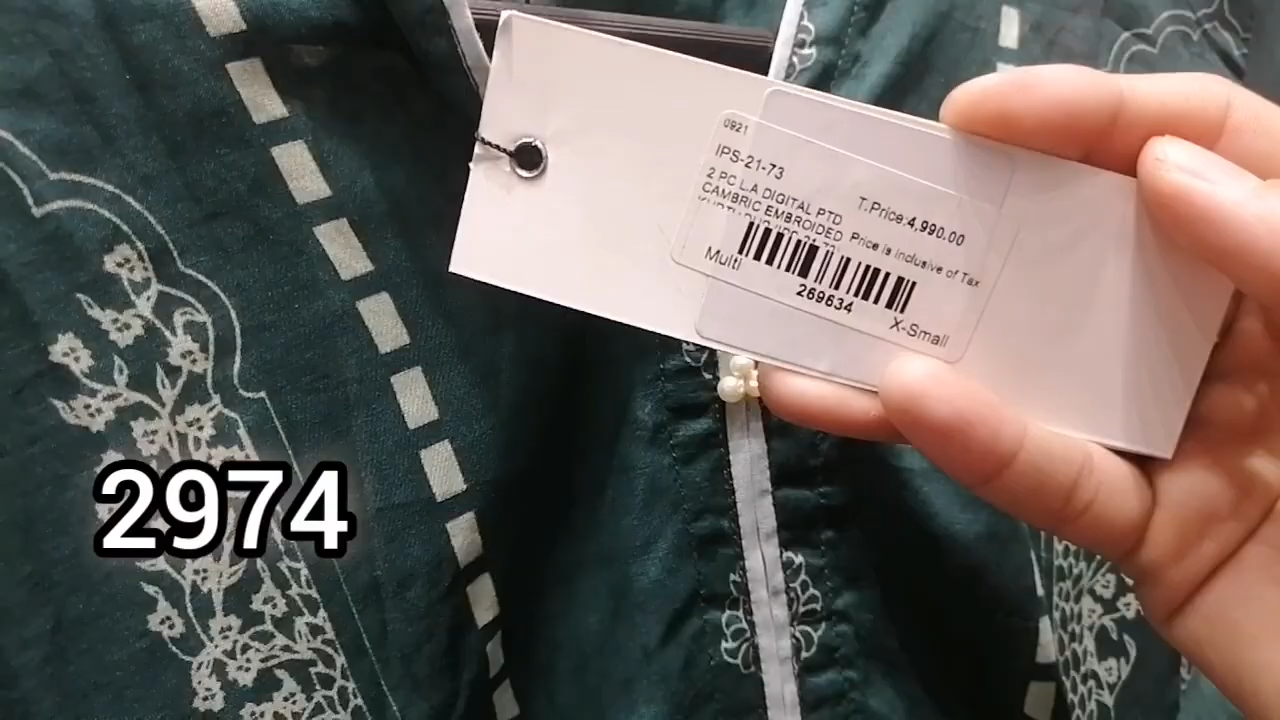 0921
IPS-21-73
2 PC L.A DIGITAL PTD
CAMBRIC EMBROIDED
T.Price:4,990.00
Price is inclusive of Tax
Multi
269634
X-Small
2974